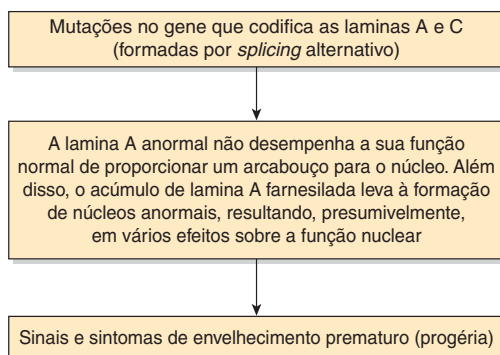 Mutações no gene que codifica as laminas A e C
(formadas por splicing alternativo)
A lamina A anormal não desempenha a sua função
normal de proporcionar um arcabouço para o núcleo. Além
disso, o acúmulo de lamina A farnesilada leva à formação
de núcleos anormais, resultando, presumivelmente,
em vários efeitos sobre a função nuclear
Sinais e sintomas de envelhecimento prematuro (progéria)